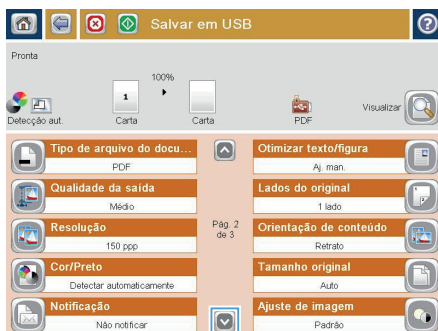 Salvar em USB
Pronta
100%
1
Detecção aut.
Carta
Carta
PDF
Visualizar
Tipo de arquivo do docu...
PDF
Otimizar texto/figura
Aj. man.
Qualidade da saída
Médio
Lados do original
1 lado
Resolução
150 ppp
Pág. 2
de 3
Orientação de conteúdo
Retrato
Cor/Preto
Detectar automaticamente
Tamanho original
Auto
Notificação
Não notificar
Ajuste de imagem
Padrão